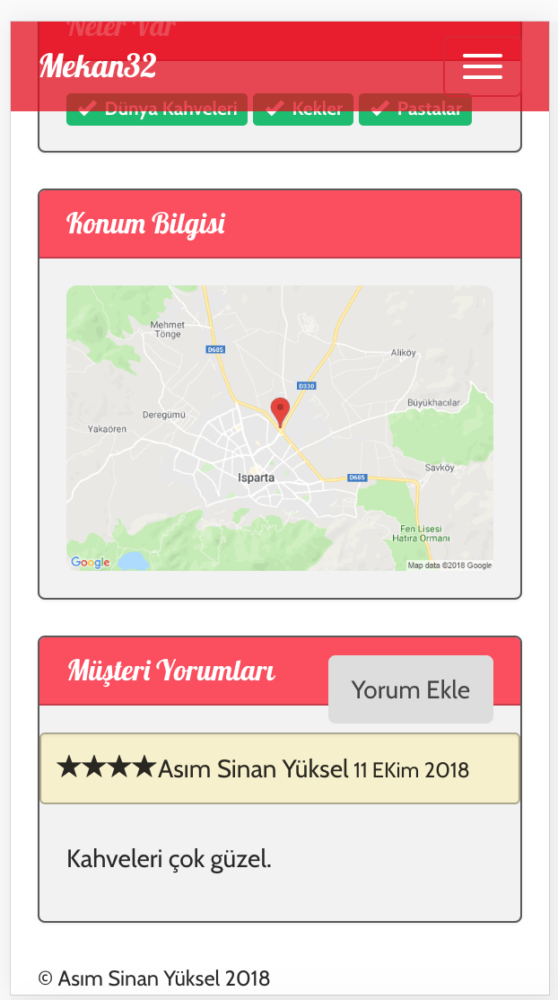 Neler Var
Mekan32
Dünya Kahveleri Kekler Pastalar
Konum Bilgisi
Mehmet
Tönge
D685
Aliköy
D330
Büyükhacılar
Deregümü
Yakaören
Savköy
Isparta
D685
Fen Lisesi
Hatıra Ormanı
Google
Map data ©2018 Google
Müşteri Yorumları
Yorum Ekle
★★★★Asım Sinan Yüksel 11 EKim 2018
Kahveleri çok güzel.
© Asım Sinan Yüksel 2018